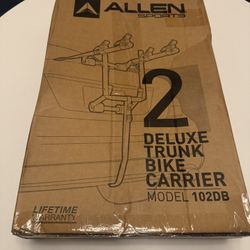 ALLEN
SPORTS
2
DELUXE
TRUNK
BIKE
CARRIER
MODEL 102DB
LIFETIME
WARRANTY